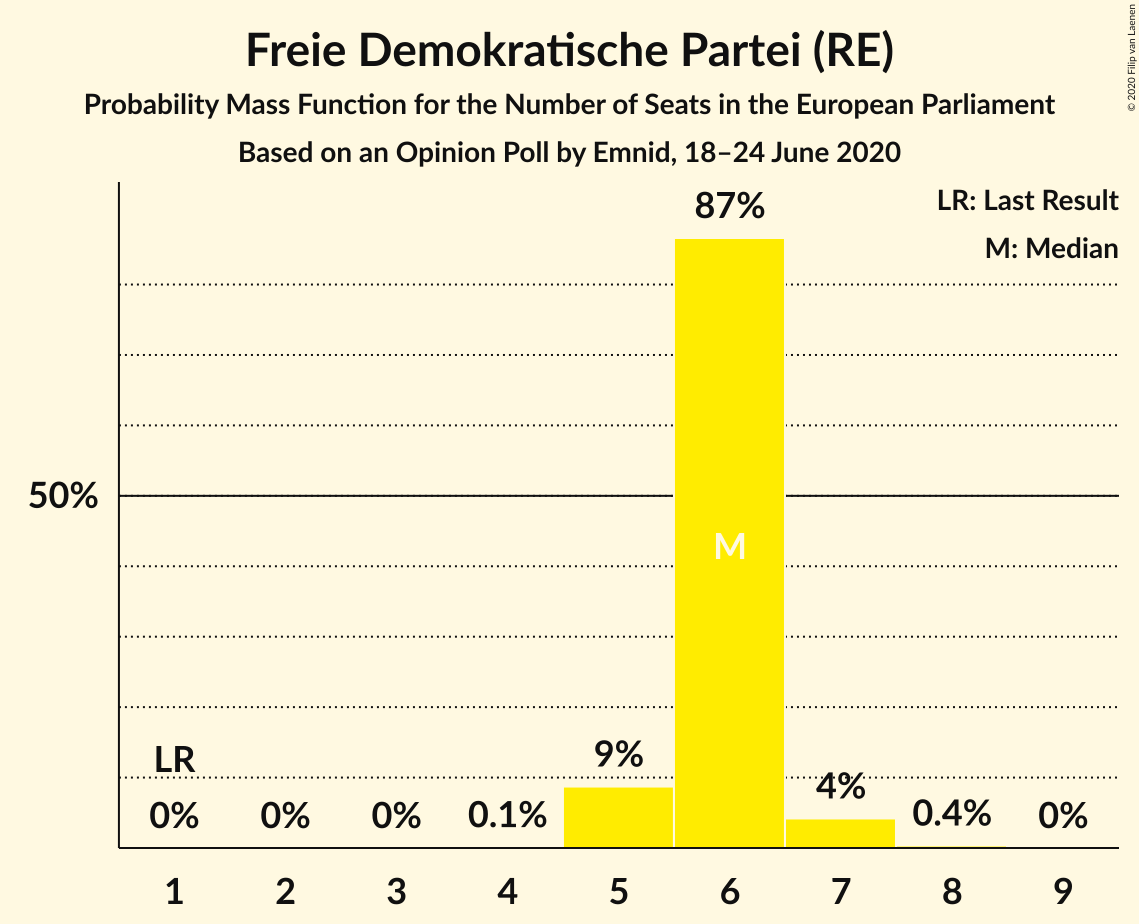 Freie Demokratische Partei (RE)
Probability Mass Function for the Number of Seats in the European Parliament
Based on an Opinion Poll by Emnid, 18–24 June 2020
© 2020 Filip van Laenen
LR: Last Result
M: Median
87%
50%
M
LR
9%
4%
0%
0%
0%
0.1%
0.4%
0%
1 2 3 4 5 6 7 8 9